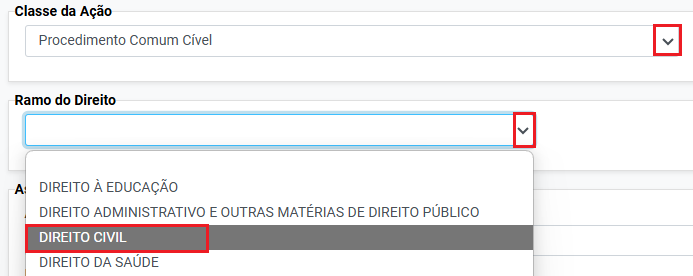 Classe da Ação
Procedimento Comum Cível
Ramo do Direito
DIREITO À EDUCAÇÃO
DIREITO ADMINISTRATIVO E OUTRAS MATÉRIAS DE DIREITO PÚBLICO
DIREITO CIVIL
DIREITO DA SAÚDE